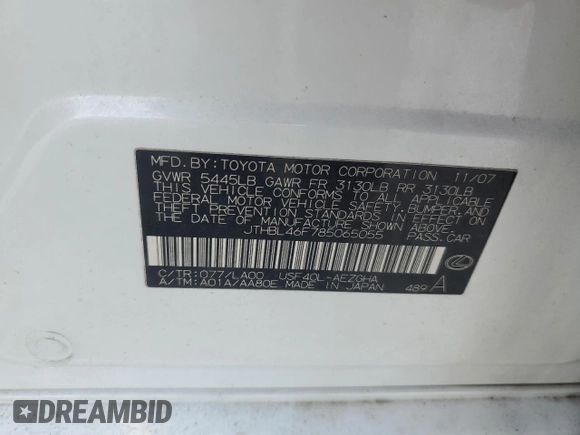 MFD. BY: TOYOTA MOTOR CORPORATION 11/07
GVWR 5445LB GAWR FR 3130LB RR 3130LB
THIS VEHICLE CONFORMS TO ALL APPLICABLE
FEDERAL MOTOR VEHICLE SAFETY, BUMPER, AND
THEFT PREVENTION STANDARDS IN EFFECT ON
THE DATE OF MANUFACTURE SHOWN ABOVE.
JTHBL46F785065055 PASS. CAR
C/TR: 077/LA00 USF40L-AEZGHA
A/TM: A01A/AA80E MADE IN JAPAN 489 A
DREAMBID